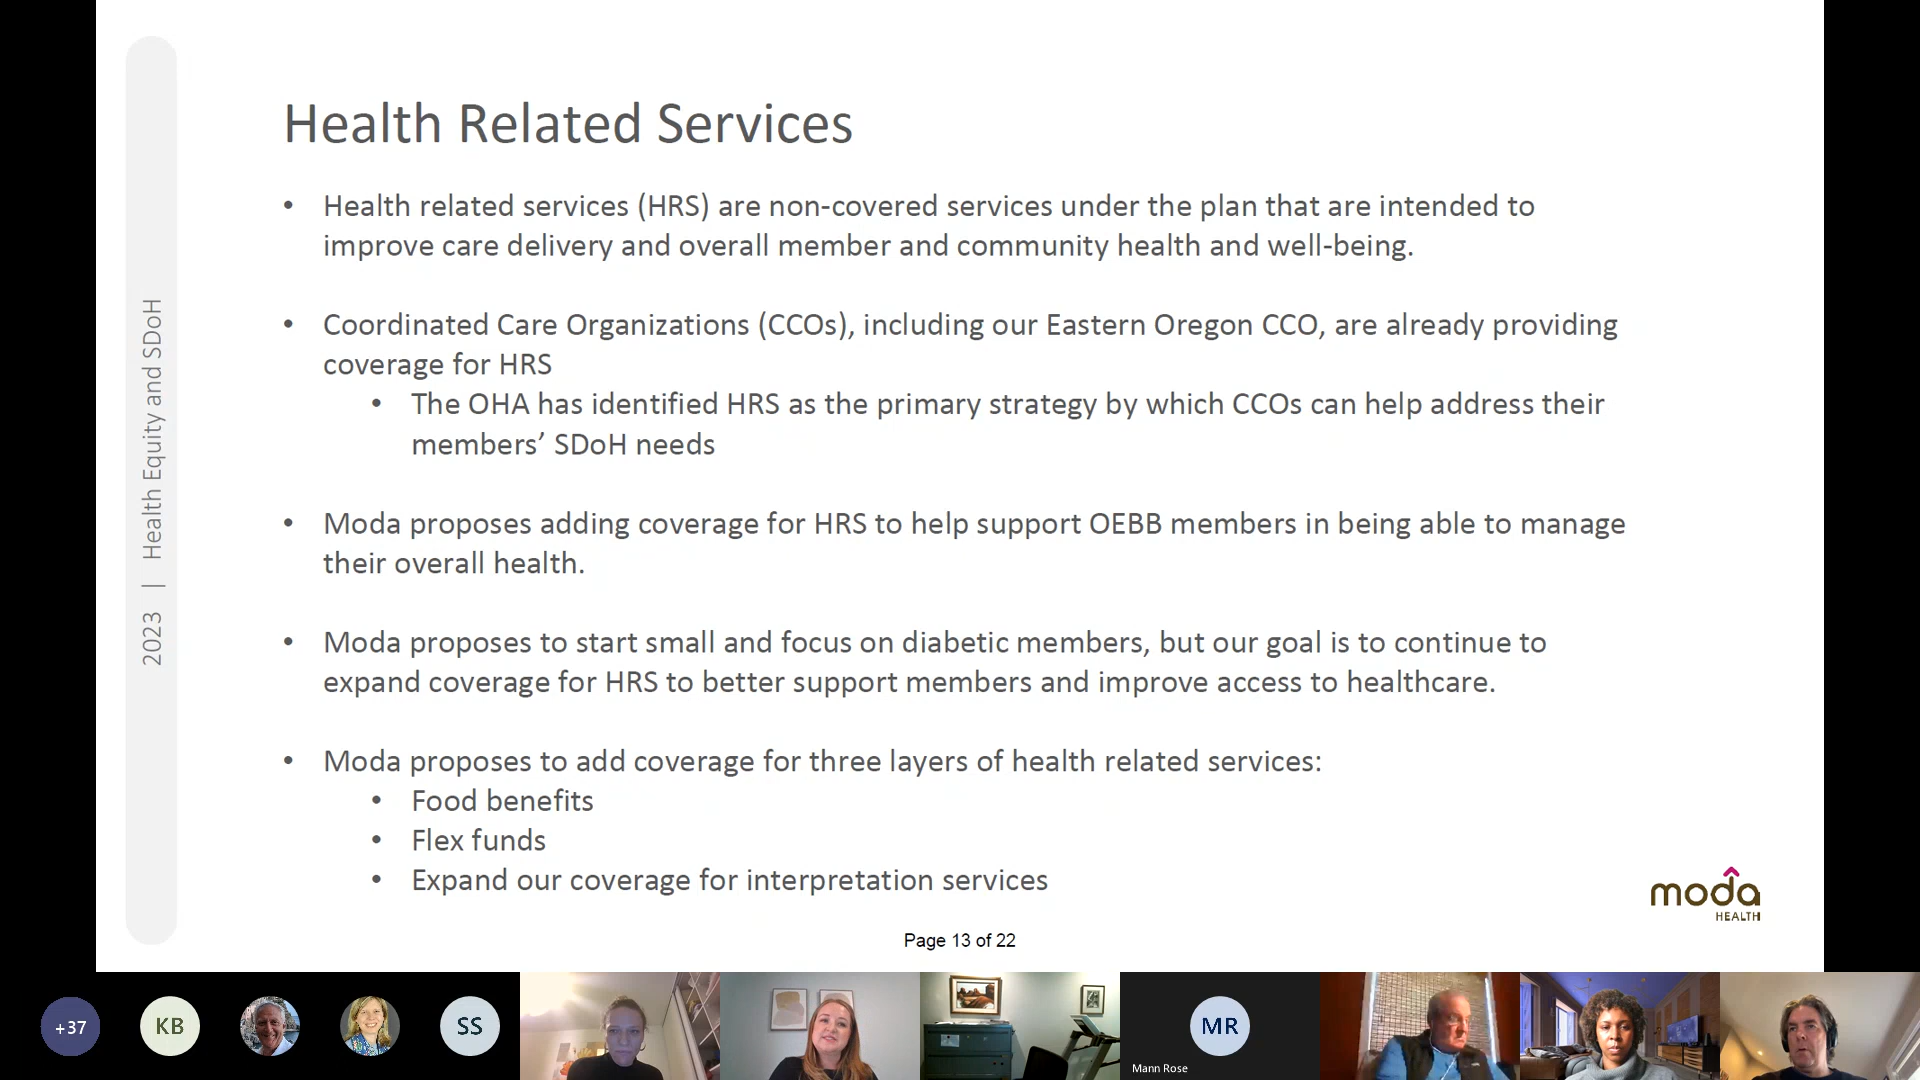 Health Related Services
• Health related services (HRS) are non-covered services under the plan that are intended to
improve care delivery and overall member and community health and well-being.
• Coordinated Care Organizations (CCOs), including our Eastern Oregon CCO, are already providing
coverage for HRS
• The OHA has identified HRS as the primary strategy by which CCOs can help address their
members’ SDoH needs
• Moda proposes adding coverage for HRS to help support OEBB members in being able to manage
their overall health.
• Moda proposes to start small and focus on diabetic members, but our goal is to continue to
expand coverage for HRS to better support members and improve access to healthcare.
• Moda proposes to add coverage for three layers of health related services:
• Food benefits
• Flex funds
• Expand our coverage for interpretation services
2023 | Health Equity and SDoH
moda
HEALTH
Page 13 of 22
+37
KB
SS
MR
Mann Rose